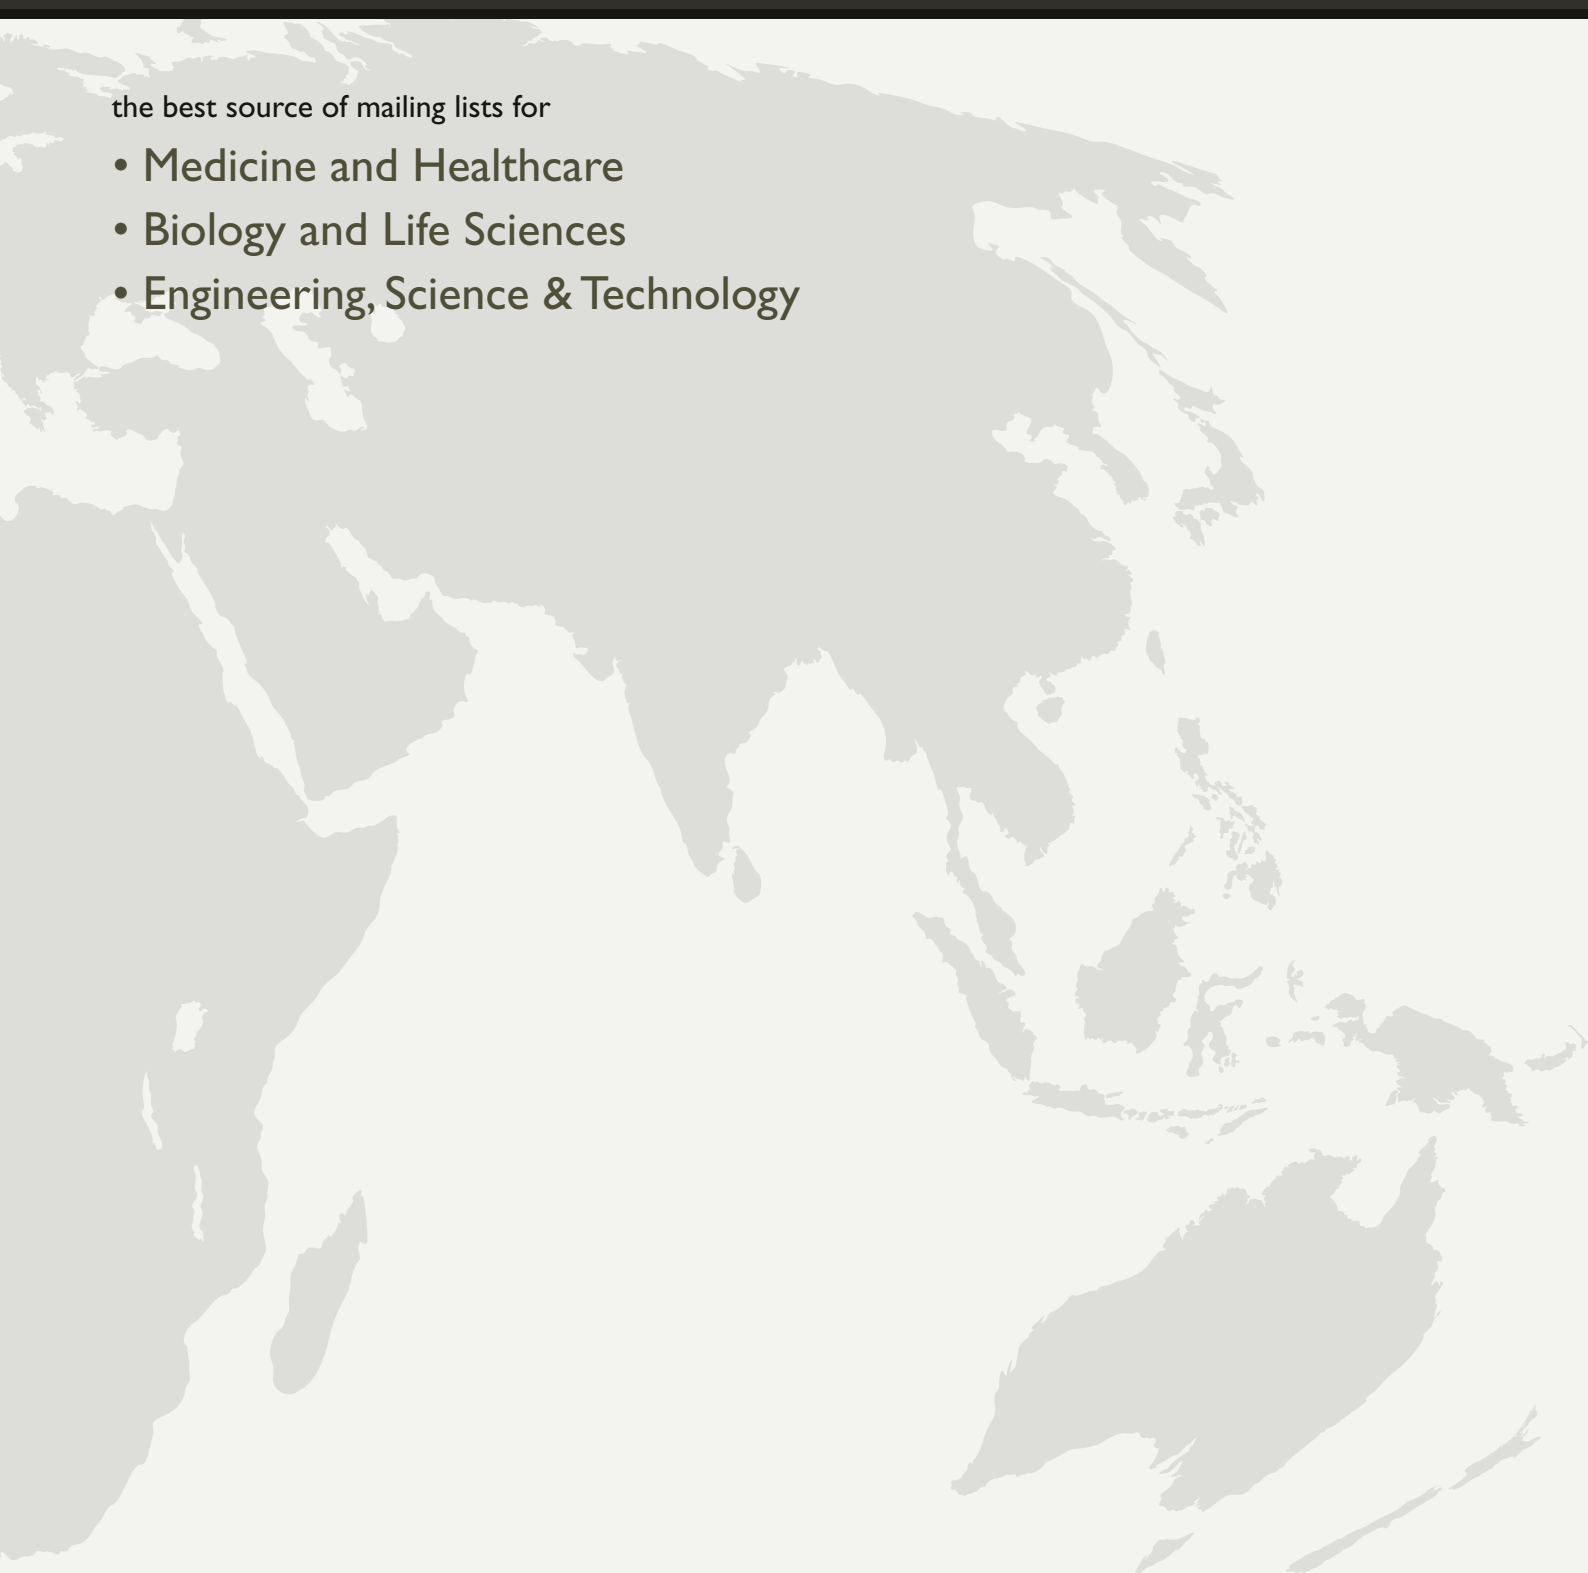 the best source of mailing lists for
• Medicine and Healthcare
• Biology and Life Sciences
• Engineering, Science & Technology